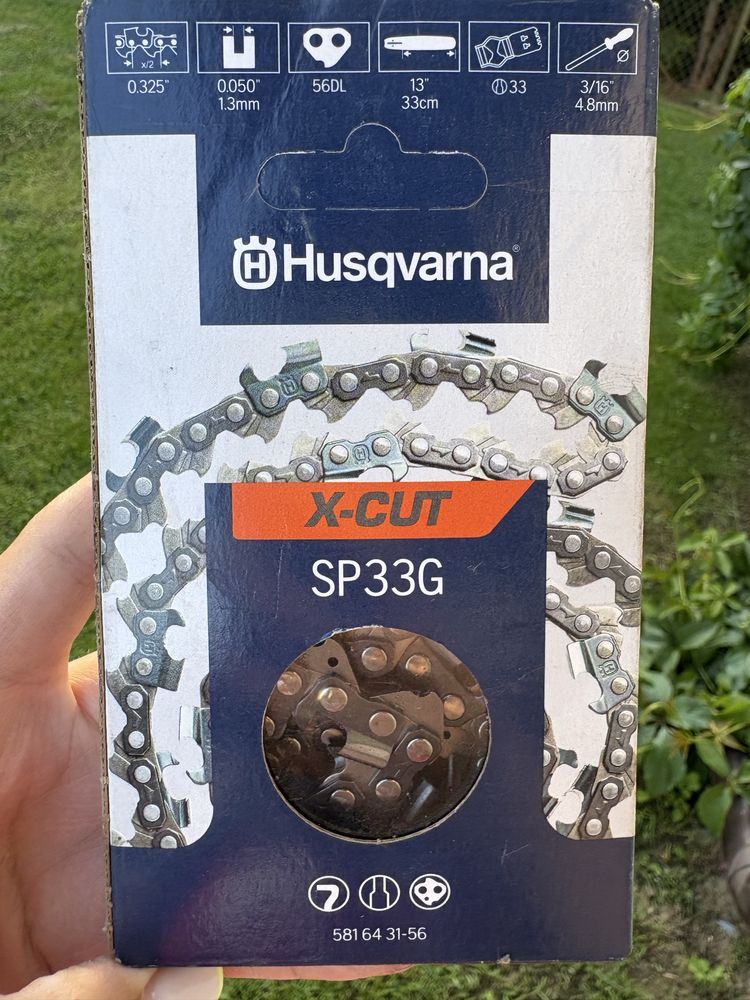 x/2
0.325"
0.050"
1.3mm
56DL
13"
33cm
33
3/16"
4.8mm
Husqvarna®
X-CUT
SP33G
581 64 31-56